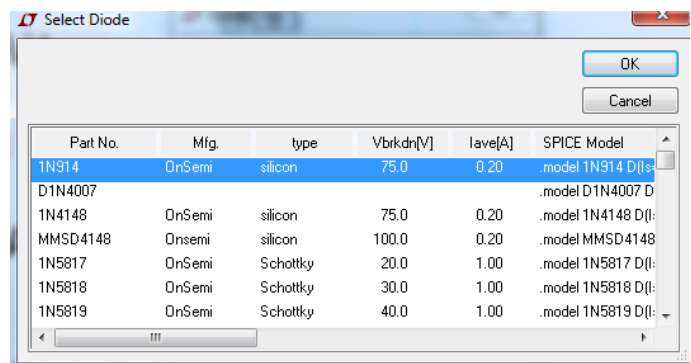 Select Diode
OK
Cancel
Part No. Mfg. type Vbrkdn[V] Iave[A] SPICE Model
1N914 OnSemi silicon 75.0 0.20 .model 1N914 D(Is=
D1N4007 .model D1N4007 D
1N4148 OnSemi silicon 75.0 0.20 .model 1N4148 D(I
MMSD4148 Onsemi silicon 100.0 0.20 .model MMSD4148
1N5817 OnSemi Schottky 20.0 1.00 .model 1N5817 D(I
1N5818 OnSemi Schottky 30.0 1.00 .model 1N5818 D(I
1N5819 OnSemi Schottky 40.0 1.00 .model 1N5819 D(I